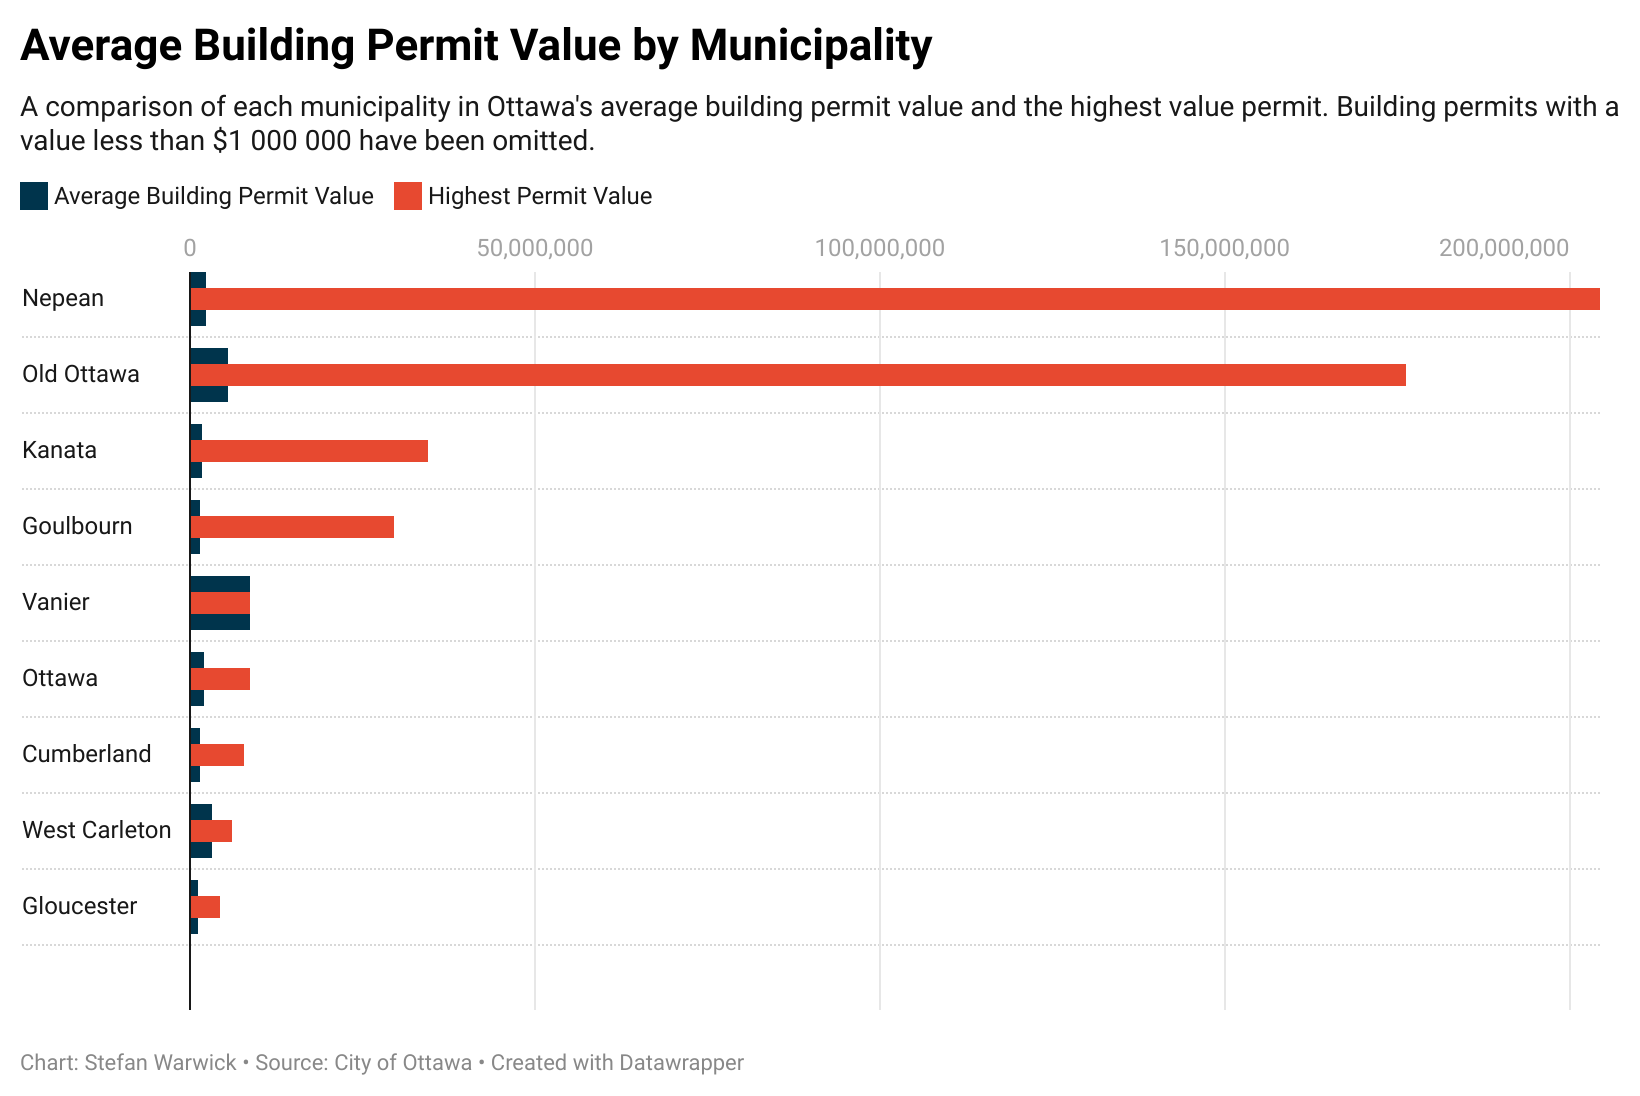 Average Building Permit Value by Municipality
A comparison of each municipality in Ottawa's average building permit value and the highest value permit. Building permits with a
value less than $1 000 000 have been omitted.
Average Building Permit Value Highest Permit Value
0 50,000,000 100,000,000 150,000,000 200,000,000
Nepean
Old Ottawa
Kanata
Goulbourn
Vanier
Ottawa
Cumberland
West Carleton
Gloucester
Chart: Stefan Warwick • Source: City of Ottawa • Created with Datawrapper